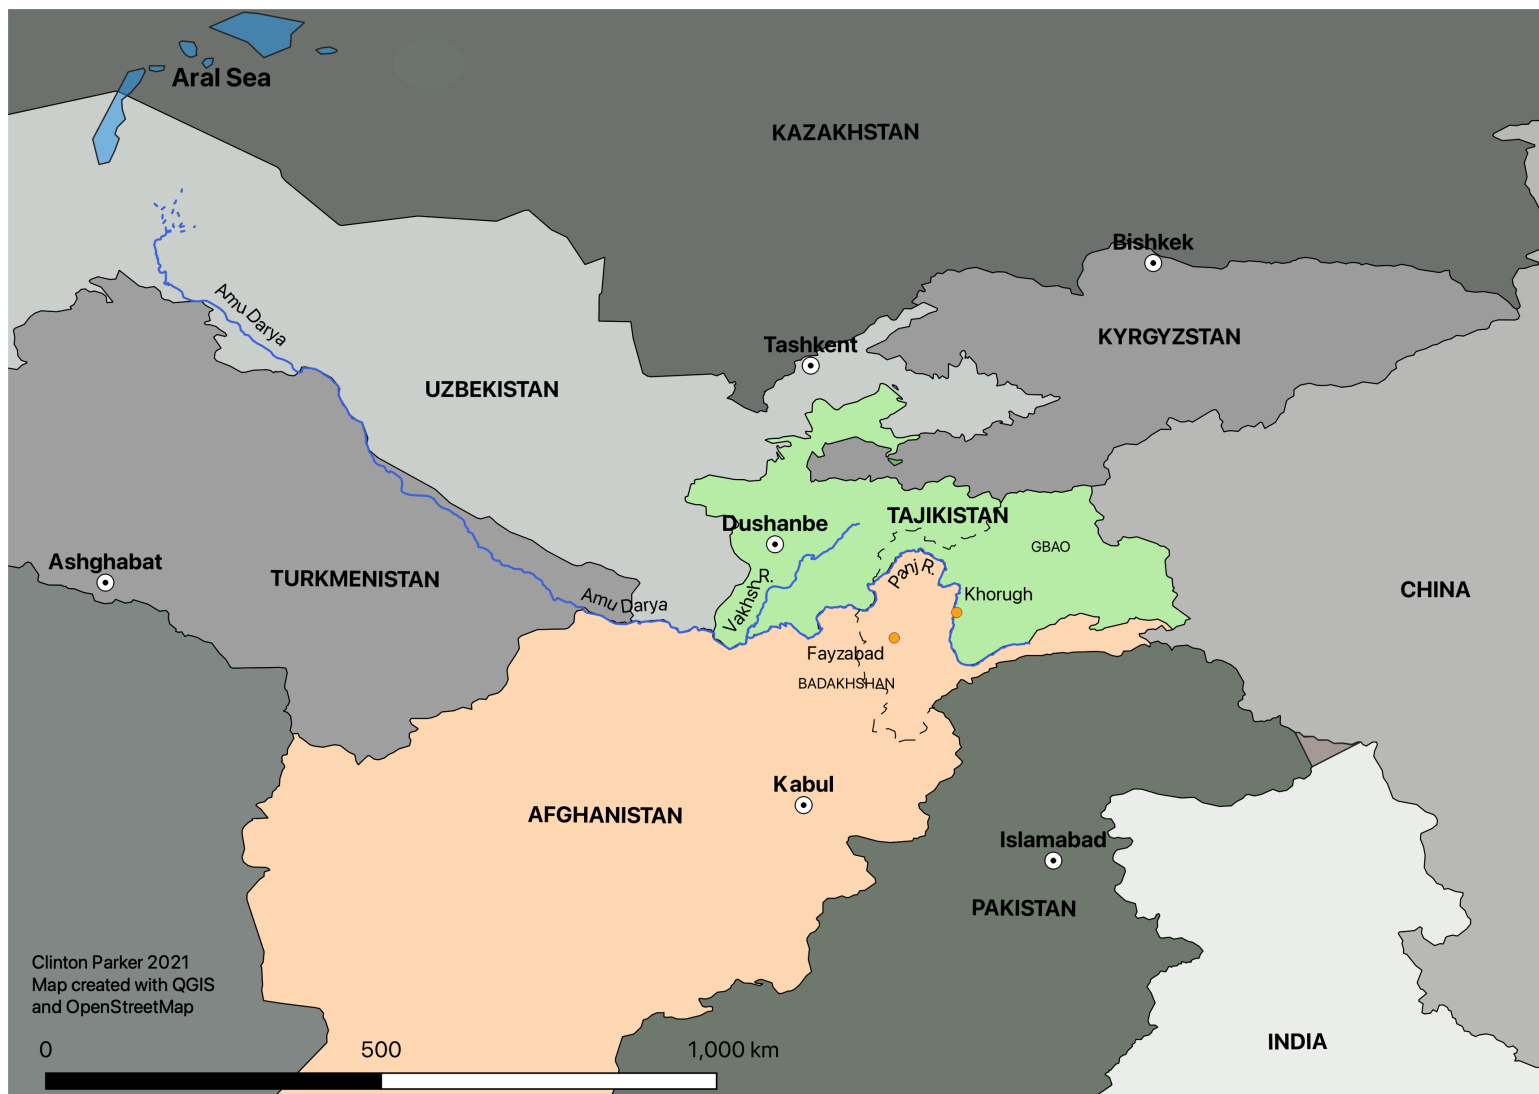 Aral Sea
KAZAKHSTAN
Bishkek
Amu Darya
KYRGYZSTAN
Tashkent
UZBEKISTAN
Dushanbe
TAJIKISTAN
GBAO
Ashghabat
TURKMENISTAN
Amu Darya
Vakhsh R.
Panj R.
Khorugh
CHINA
Fayzabad
BADAKHSHAN
Kabul
AFGHANISTAN
Islamabad
PAKISTAN
Clinton Parker 2021
Map created with QGIS
and OpenStreetMap
INDIA
0 500 1,000 km